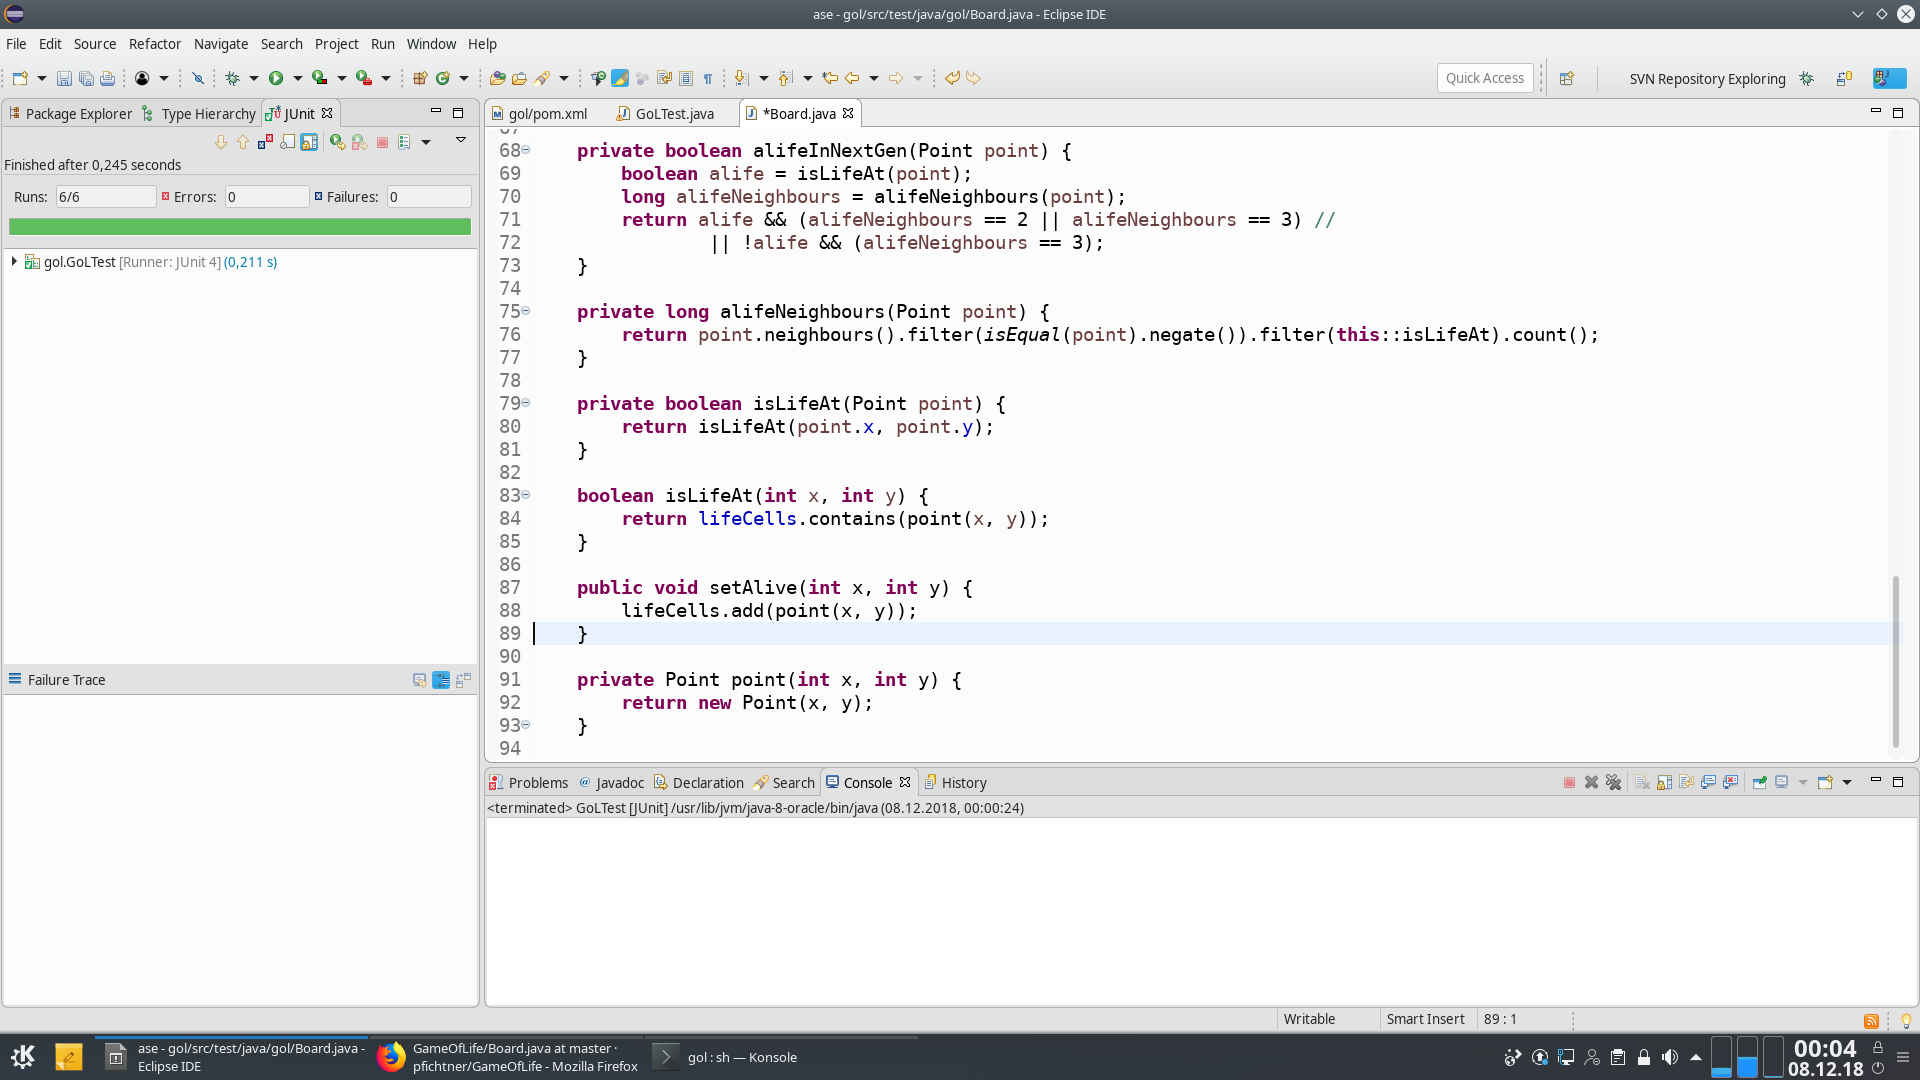 ase - gol/src/test/java/gol/Board.java - Eclipse IDE
File Edit Source Refactor Navigate Search Project Run Window Help
Quick Access
SVN Repository Exploring
Package Explorer Type Hierarchy JUnit
Finished after 0,245 seconds
Runs: 6/6 Errors: 0 Failures: 0
gol.GoLTest [Runner: JUnit 4] (0,211 s)
Failure Trace
gol/pom.xml GoLTest.java *Board.java
67
68 private boolean alifeInNextGen(Point point) {
69 boolean alife = isLifeAt(point);
70 long alifeNeighbours = alifeNeighbours(point);
71 return alife && (alifeNeighbours == 2 || alifeNeighbours == 3) //
72 || !alife && (alifeNeighbours == 3);
73 }
74
75 private long alifeNeighbours(Point point) {
76 return point.neighbours().filter(isEqual(point).negate()).filter(this::isLifeAt).count();
77 }
78
79 private boolean isLifeAt(Point point) {
80 return isLifeAt(point.x, point.y);
81 }
82
83 boolean isLifeAt(int x, int y) {
84 return lifeCells.contains(point(x, y));
85 }
86
87 public void setAlive(int x, int y) {
88 lifeCells.add(point(x, y));
89 }
90
91 private Point point(int x, int y) {
92 return new Point(x, y);
93 }
94
Problems Javadoc Declaration Search Console History
<terminated> GoLTest [JUnit] /usr/lib/jvm/java-8-oracle/bin/java (08.12.2018, 00:00:24)
Writable Smart Insert 89 : 1
ase - gol/src/test/java/gol/Board.java -
Eclipse IDE
GameOfLife/Board.java at master ·
pfichtner/GameOfLife - Mozilla Firefox
gol : sh — Konsole
00:04
08.12.18